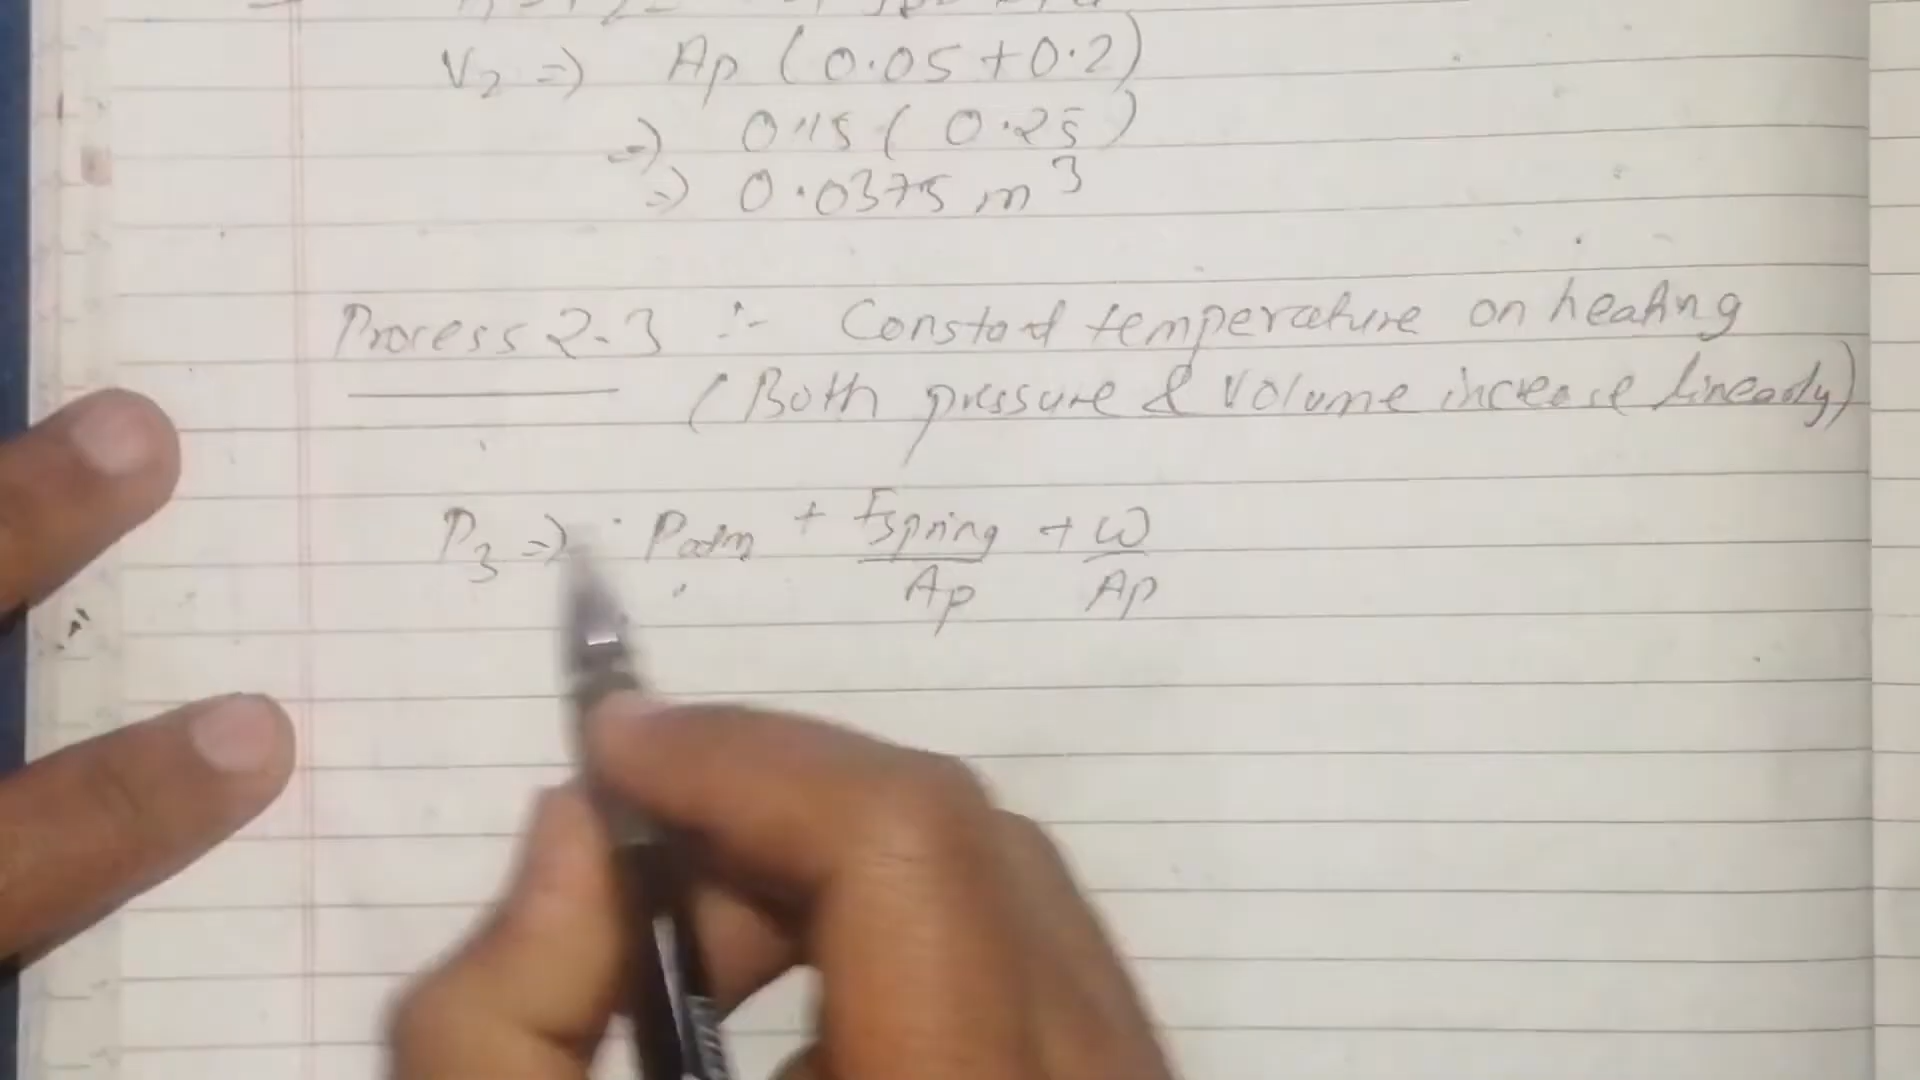 V2 => Ap (0.05+0.2)
=> 0.15 ( 0.25 )
=> 0.0375 m³
Process 2-3 :- Constant temperature on heating
(Both pressure & volume increase linearly)
P3 => Patm + Fspring/Ap + W/Ap